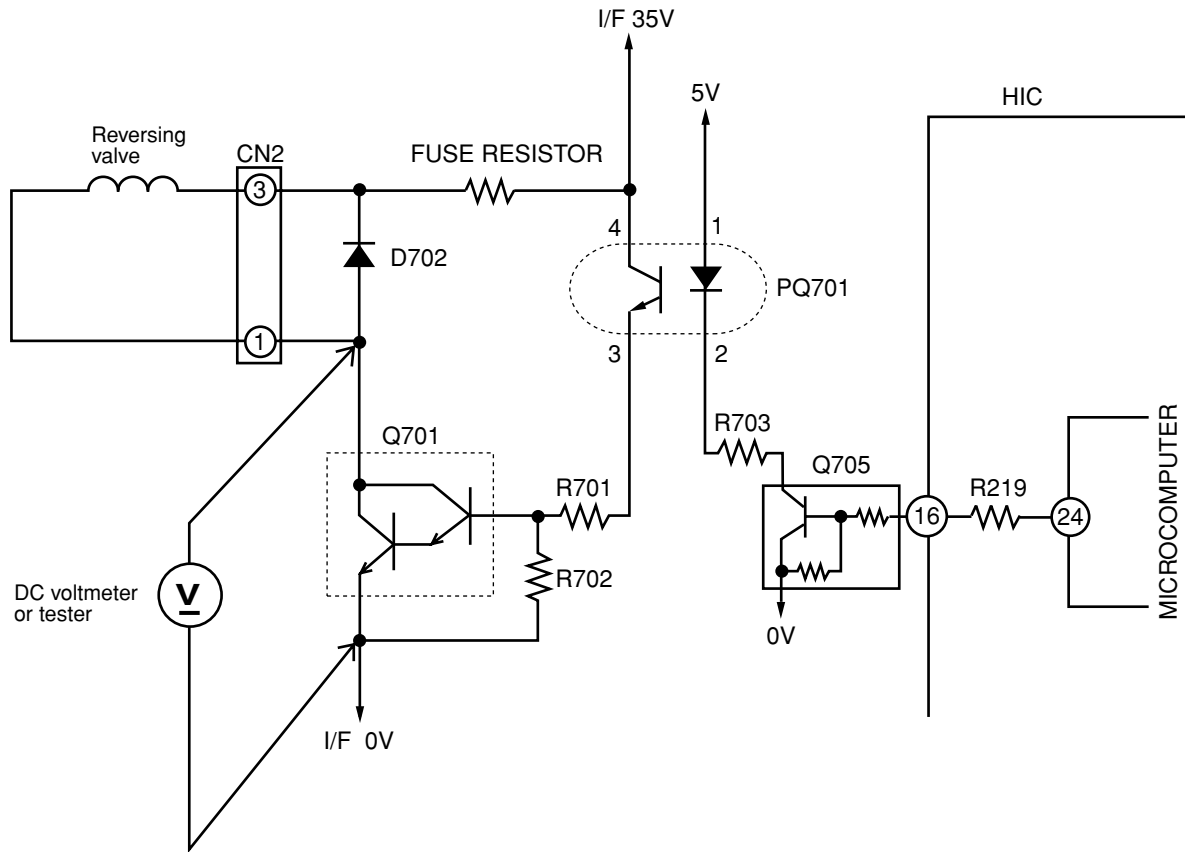 I/F 35V
5V
HIC
Reversing
valve
CN2
FUSE RESISTOR
3
4
1
D702
PQ701
1
3
2
R703
Q701
Q705
R701
R219
16
24
R702
MICROCOMPUTER
DC voltmeter
or tester
V
0V
I/F 0V